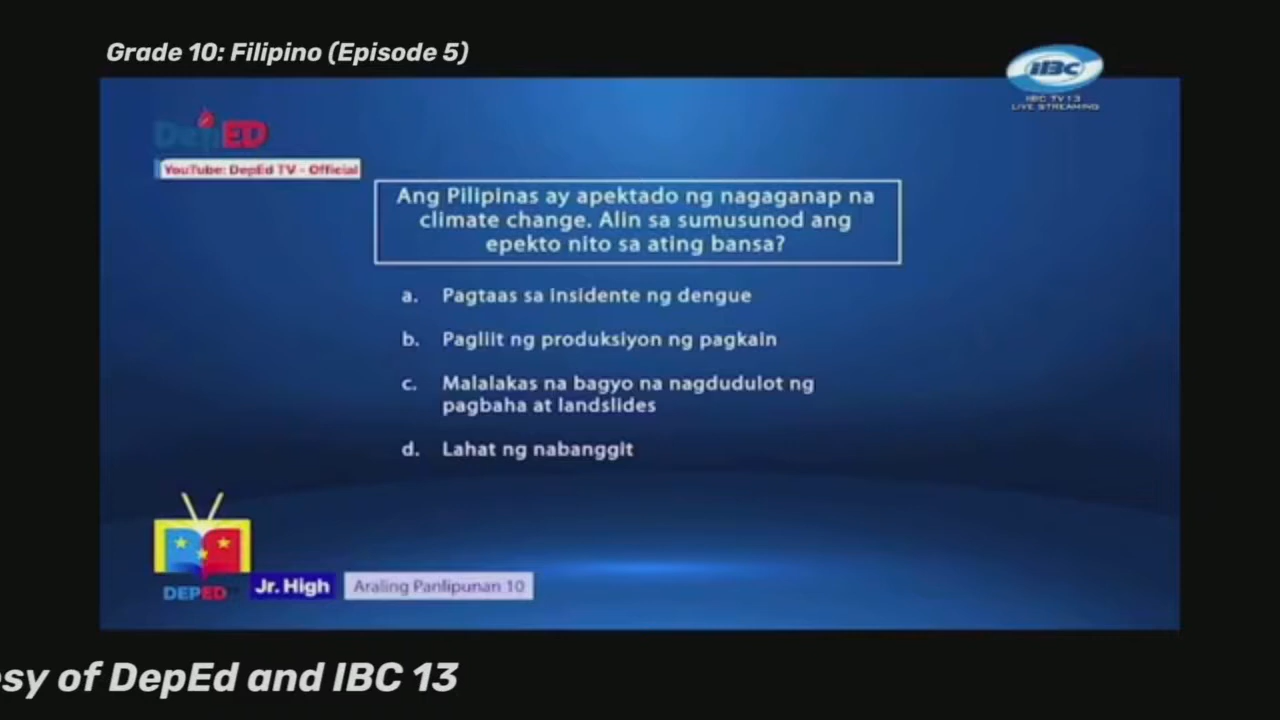 Grade 10: Filipino (Episode 5)
iBC
IBC TV 13
LIVE STREAMING
DepED
YouTube: DepEd TV - Official
Ang Pilipinas ay apektado ng nagaganap na
climate change. Alin sa sumusunod ang
epekto nito sa ating bansa?
a. Pagtaas sa insidente ng dengue
b. Pagliit ng produksiyon ng pagkain
c. Malalakas na bagyo na nagdudulot ng
pagbaha at landslides
d. Lahat ng nabanggit
DEPED
Jr. High
Araling Panlipunan 10
esy of DepEd and IBC 13